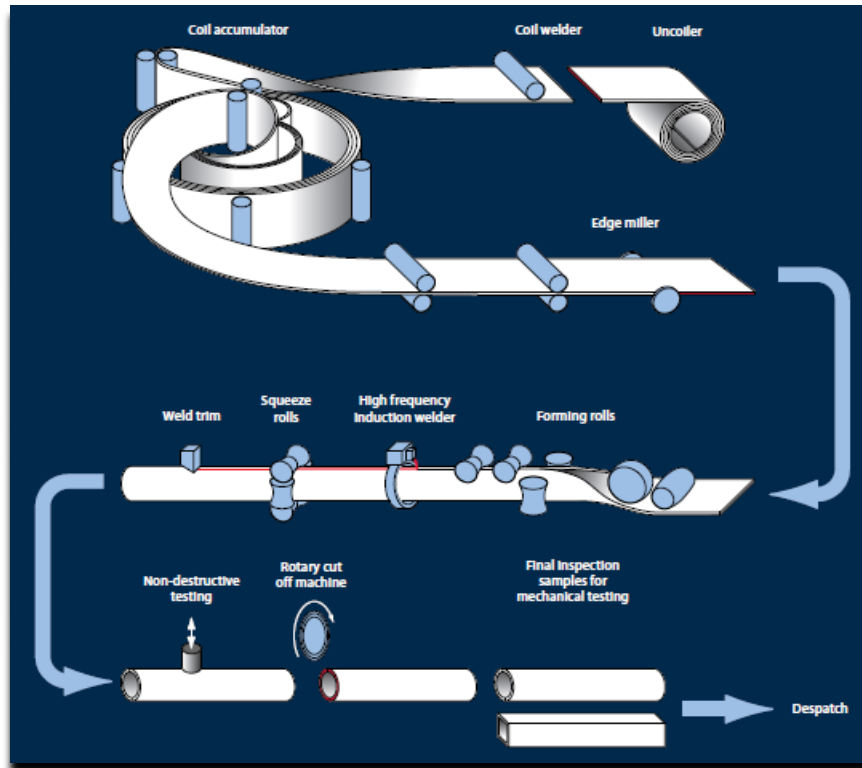 Coil accumulator
Coil welder
Uncoiler
Edge miller
Weld trim
Squeeze
rolls
High frequency
induction welder
Forming rolls
Non-destructive
testing
Rotary cut
off machine
Final inspection
samples for
mechanical testing
Despatch